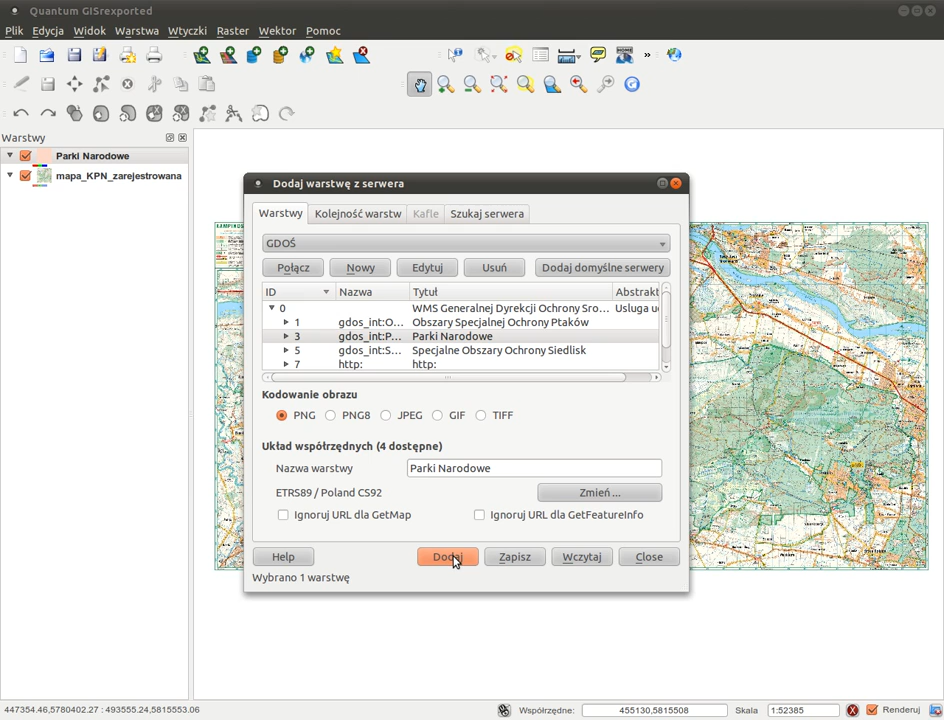 Quantum GISrexported
Plik Edycja Widok Warstwa Wtyczki Raster Wektor Pomoc
»
Warstwy
Parki Narodowe
mapa_KPN_zarejestrowana
Dodaj warstwę z serwera
Warstwy Kolejność warstw Kafle Szukaj serwera
GDOŚ
Połącz Nowy Edytuj Usuń Dodaj domyślne serwery
ID Nazwa Tytuł Abstrakt
0 WMS Generalnej Dyrekcji Ochrony Śro...
1 gdos_int:O... Obszary Specjalnej Ochrony Ptaków
3 gdos_int:P... Parki Narodowe
5 gdos_int:S... Specjalne Obszary Ochrony Siedlisk
7 http: http:
Kodowanie obrazu
PNG PNG8 JPEG GIF TIFF
Układ współrzędnych (4 dostępne)
Nazwa warstwy Parki Narodowe
ETRS89 / Poland CS92 Zmień ...
Ignoruj URL dla GetMap Ignoruj URL dla GetFeatureInfo
Help Dodaj Zapisz Wczytaj Close
Wybrano 1 warstwę
447354.46,5780402.27 : 493555.24,5815553.06 Współrzędne: 455130,5815508 Skala 1:52385 Renderuj